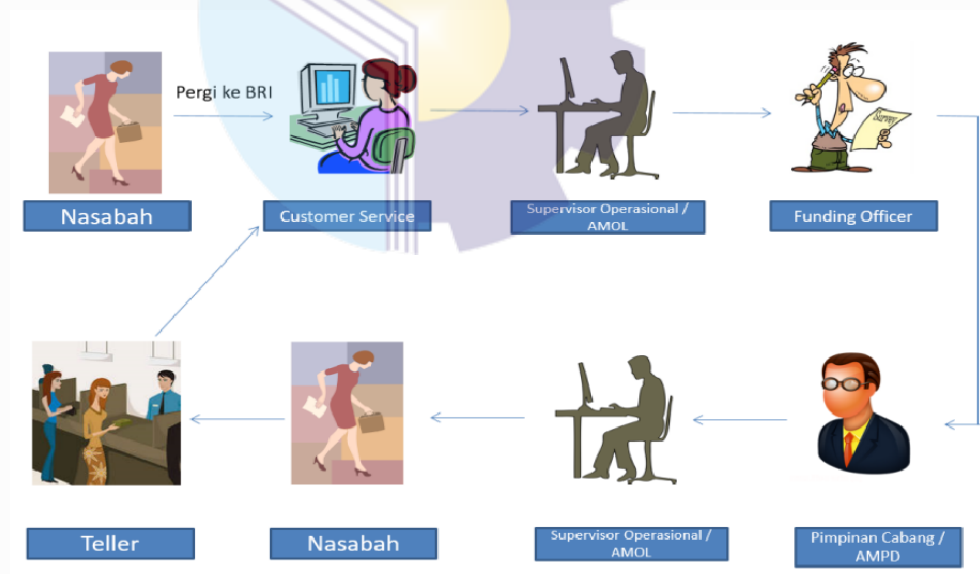 Pergi ke BRI
Nasabah
Customer Service
Supervisor Operasional /
AMOL
Funding Officer
Survey
Teller
Nasabah
Supervisor Operasional /
AMOL
Pimpinan Cabang /
AMPD